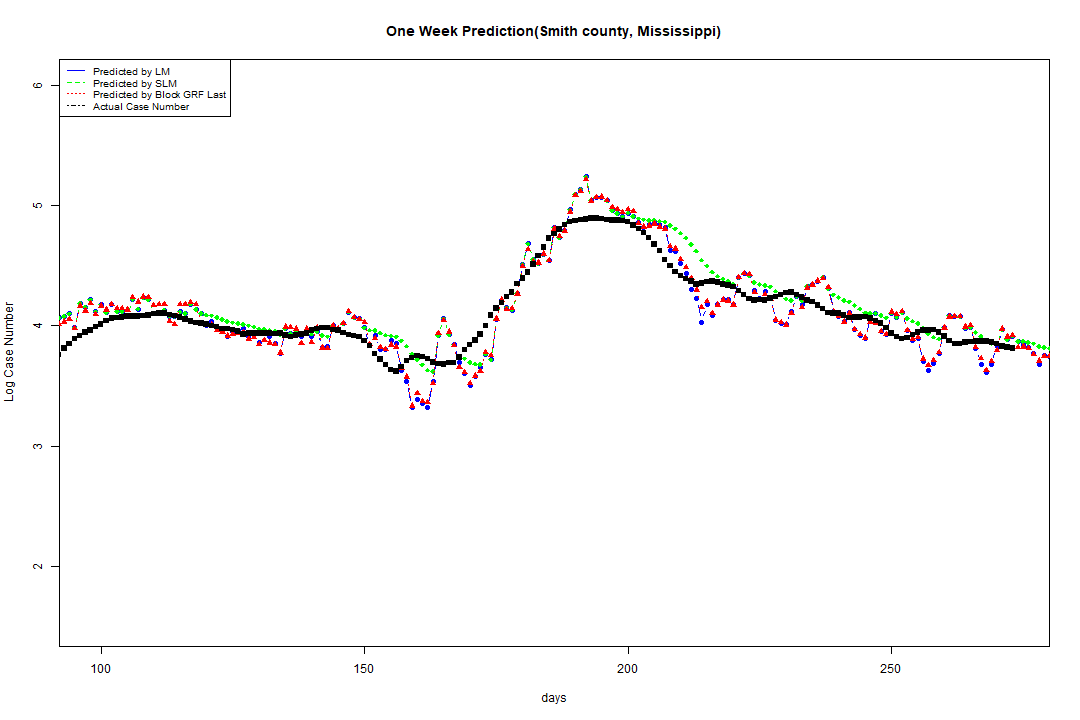 One Week Prediction(Smith county, Mississippi)
Predicted by LM
Predicted by SLM
Predicted by Block GRF Last
Actual Case Number
6
5
4
3
2
Log Case Number
100 150 200 250
days